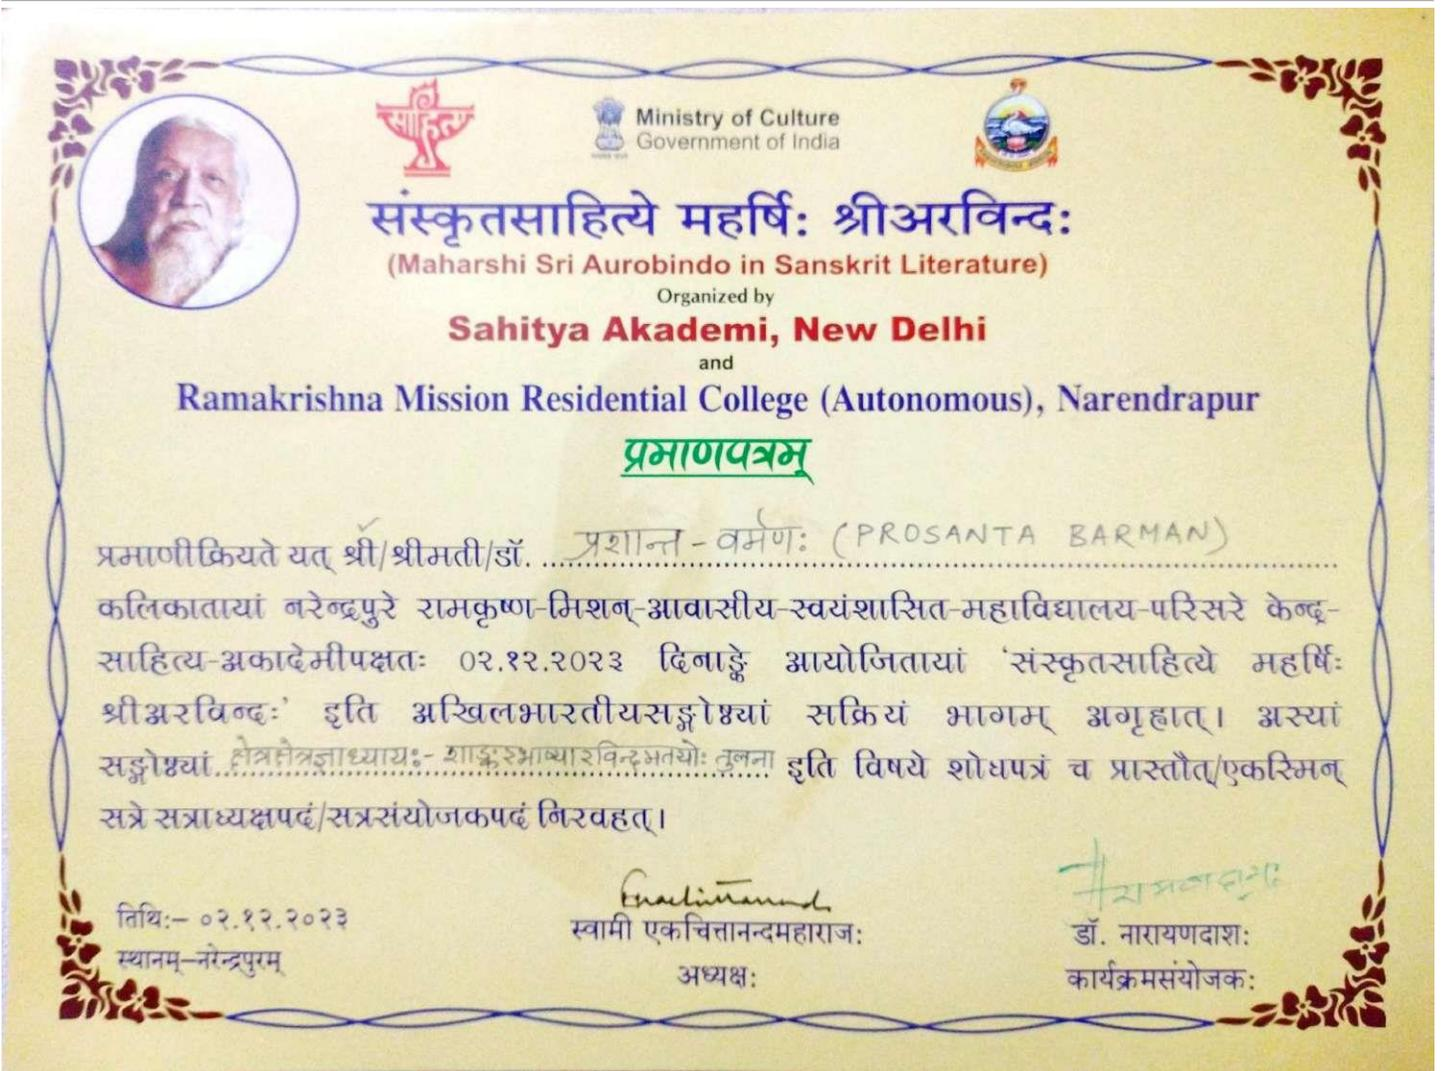 साहित्य
Ministry of Culture
Government of India
संस्कृतसाहित्ये महर्षिः श्रीअरविन्दः
(Maharshi Sri Aurobindo in Sanskrit Literature)
Organized by
Sahitya Akademi, New Delhi
and
Ramakrishna Mission Residential College (Autonomous), Narendrapur
प्रमाणपत्रम्
प्रमाणीक्रियते यत् श्री/श्रीमती/डॉ. प्रशान्त-वर्मणः (PROSANTA BARMAN)
कलिकातायां नरेन्द्रपुरे रामकृष्ण-मिशन्-आवासीय-स्वयंशासित-महाविद्यालय-परिसरे केन्द्र-
साहित्य-अकादेमीपक्षतः ०२.१२.२०२३ दिनाङ्के आयोजितायां 'संस्कृतसाहित्ये महर्षिः
श्रीअरविन्दः' इति अखिलभारतीयसङ्गोष्ठ्यां सक्रियं भागम् अगृह्णात्। अस्यां
सङ्गोष्ठ्यां क्षेत्रक्षेत्रज्ञाध्यायः- शाङ्करभाष्यारविन्दमतयोः तुलना इति विषये शोधपत्रं च प्रास्तौत्/एकस्मिन्
सत्रे सत्राध्यक्षपदं/सत्रसंयोजकपदं निरवहत्।
तिथिः- ०२.१२.२०२३
स्थानम्-नरेन्द्रपुरम्
स्वामी एकचित्तानन्दमहाराजः
अध्यक्षः
डॉ. नारायणदाशः
कार्यक्रमसंयोजकः